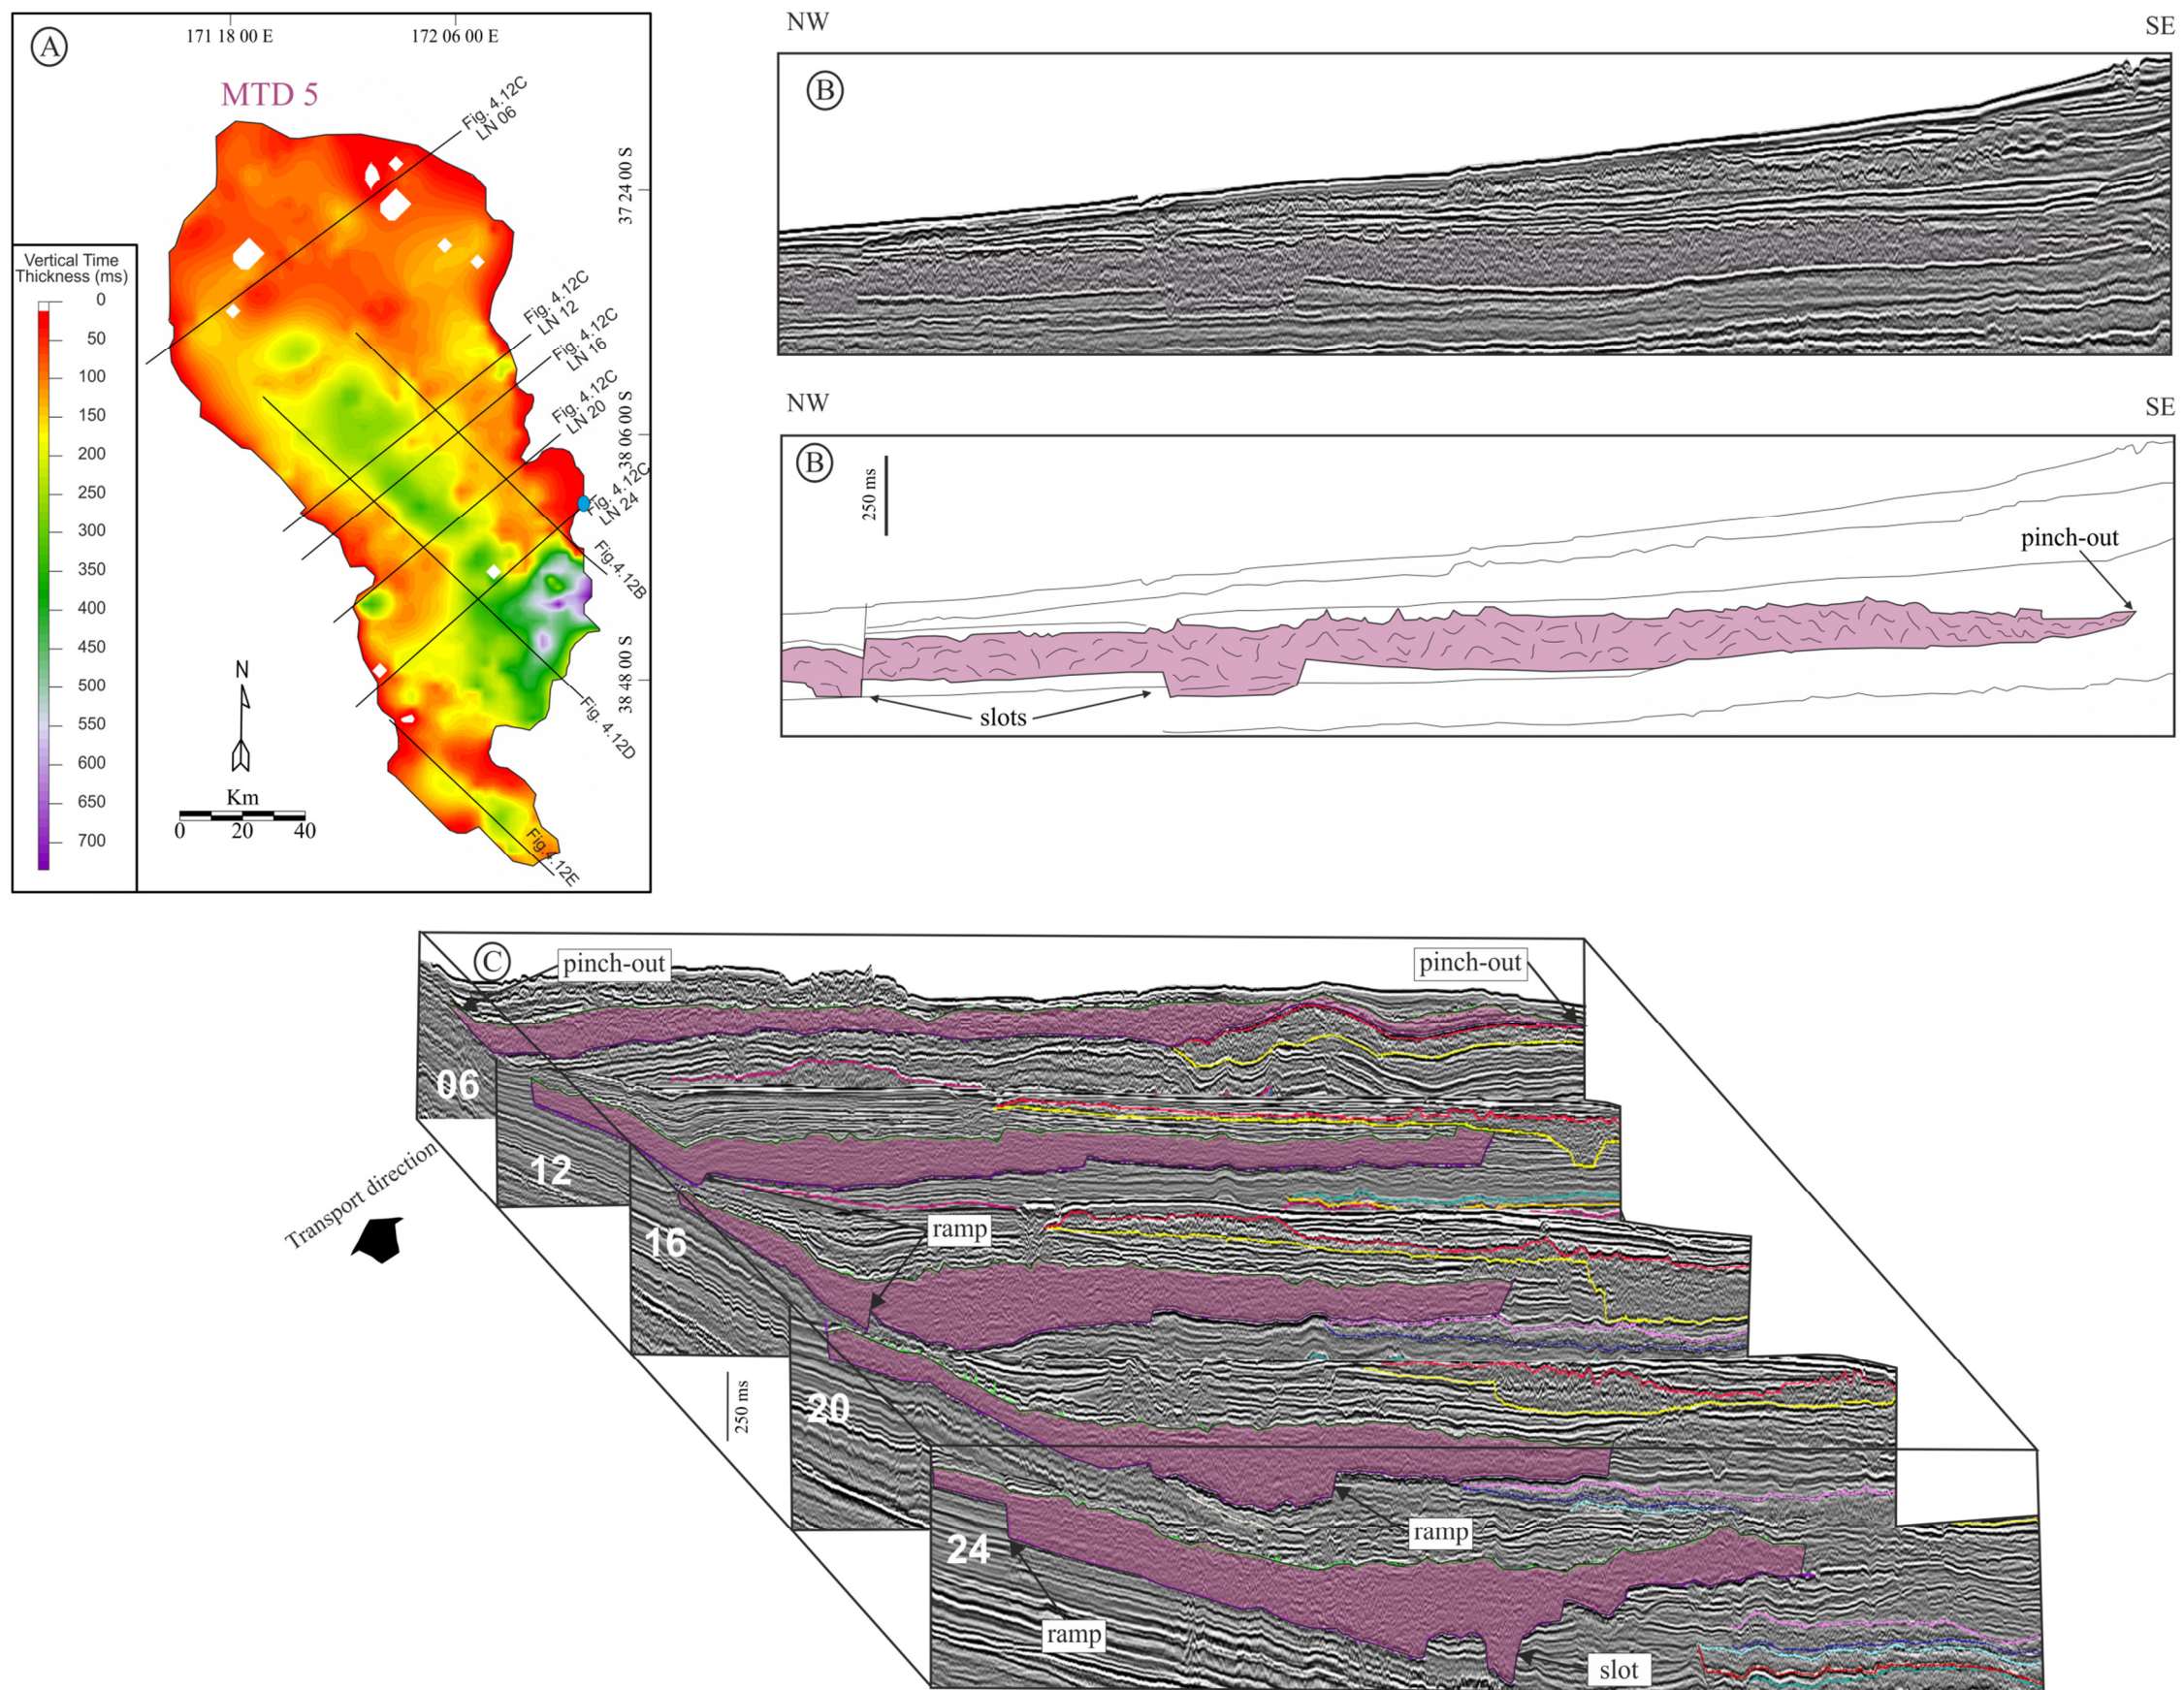 A
171 18 00 E
172 06 00 E
MTD 5
Fig. 4.12C
LN 06
37 24 00 S
Vertical Time
Thickness (ms)
0
50
100
150
200
250
300
350
400
450
500
550
600
650
700
Fig. 4.12C
LN 12
Fig. 4.12C
LN 16
Fig. 4.12C
LN 20
38 06 00 S
Fig. 4.12C
LN 24
Fig.4.12B
38 48 00 S
Fig. 4.12D
Fig.4.12E
N
Km
0 20 40
NW SE
B
NW SE
B
250 ms
pinch-out
slots
C
pinch-out
pinch-out
06
12
Transport direction
16
ramp
20
250 ms
ramp
24
ramp
slot